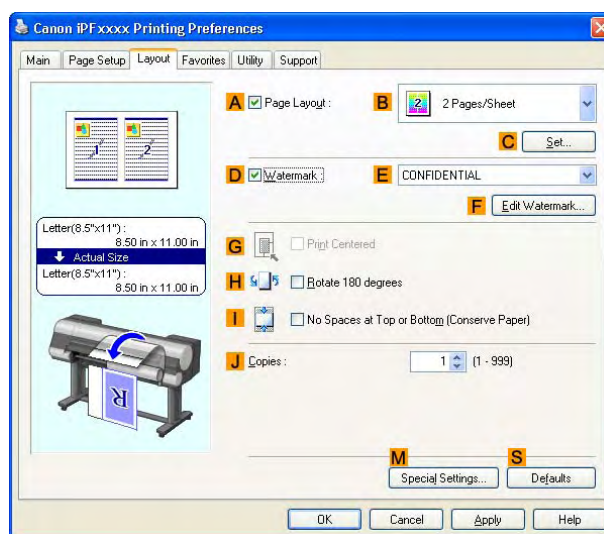 Canon iPFxxxx Printing Preferences
Main Page Setup Layout Favorites Utility Support
A Page Layout : B 2 2 Pages/Sheet
C Set...
D Watermark : E CONFIDENTIAL
F Edit Watermark...
1 2
Letter(8.5"x11") :
8.50 in x 11.00 in
Actual Size
Letter(8.5"x11") :
8.50 in x 11.00 in
R
G Print Centered
H Rotate 180 degrees
I No Spaces at Top or Bottom (Conserve Paper)
J Copies : 1 (1 - 999)
M S
Special Settings... Defaults
OK Cancel Apply Help